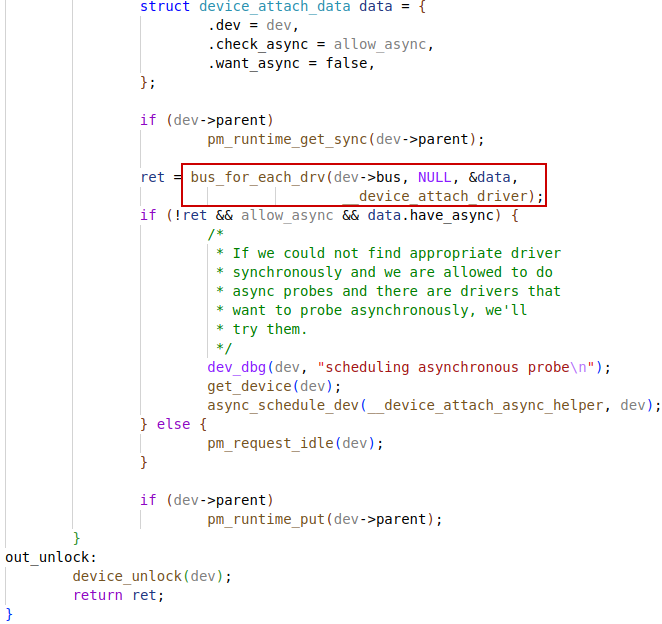 struct device_attach_data data = {
.dev = dev,
.check_async = allow_async,
.want_async = false,
};
if (dev->parent)
pm_runtime_get_sync(dev->parent);
ret = bus_for_each_drv(dev->bus, NULL, &data,
__device_attach_driver);
if (!ret && allow_async && data.have_async) {
/*
* If we could not find appropriate driver
* synchronously and we are allowed to do
* async probes and there are drivers that
* want to probe asynchronously, we'll
* try them.
*/
dev_dbg(dev, "scheduling asynchronous probe\n");
get_device(dev);
async_schedule_dev(__device_attach_async_helper, dev);
} else {
pm_request_idle(dev);
}
if (dev->parent)
pm_runtime_put(dev->parent);
}
out_unlock:
device_unlock(dev);
return ret;
}